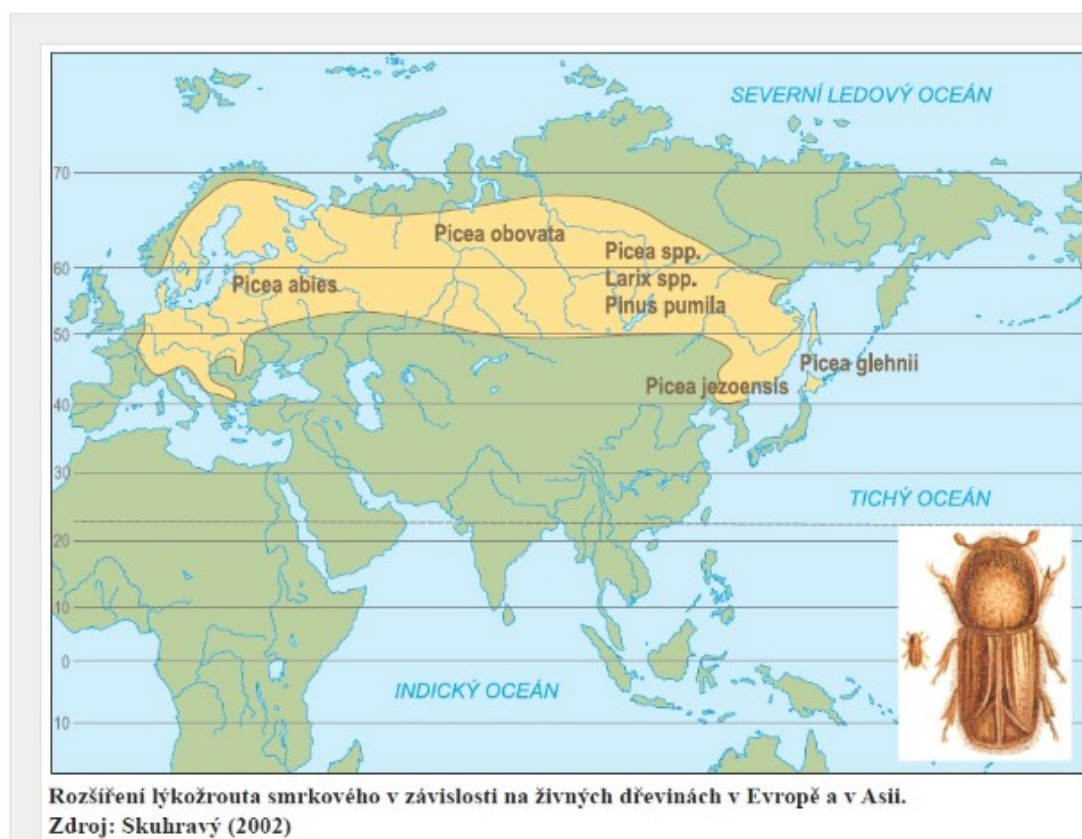 SEVERNÍ LEDOVÝ OCEÁN
70
Picea obovata
Picea spp.
60
Larix spp.
Picea abies
Pinus pumila
50
Picea glehnii
Picea jezoensis
40
30
TICHÝ OCEÁN
20
10
0
INDICKÝ OCEÁN
10
Rozšíření lýkožrouta smrkového v závislosti na živných dřevinách v Evropě a v Asii.
Zdroj: Skuhravý (2002)